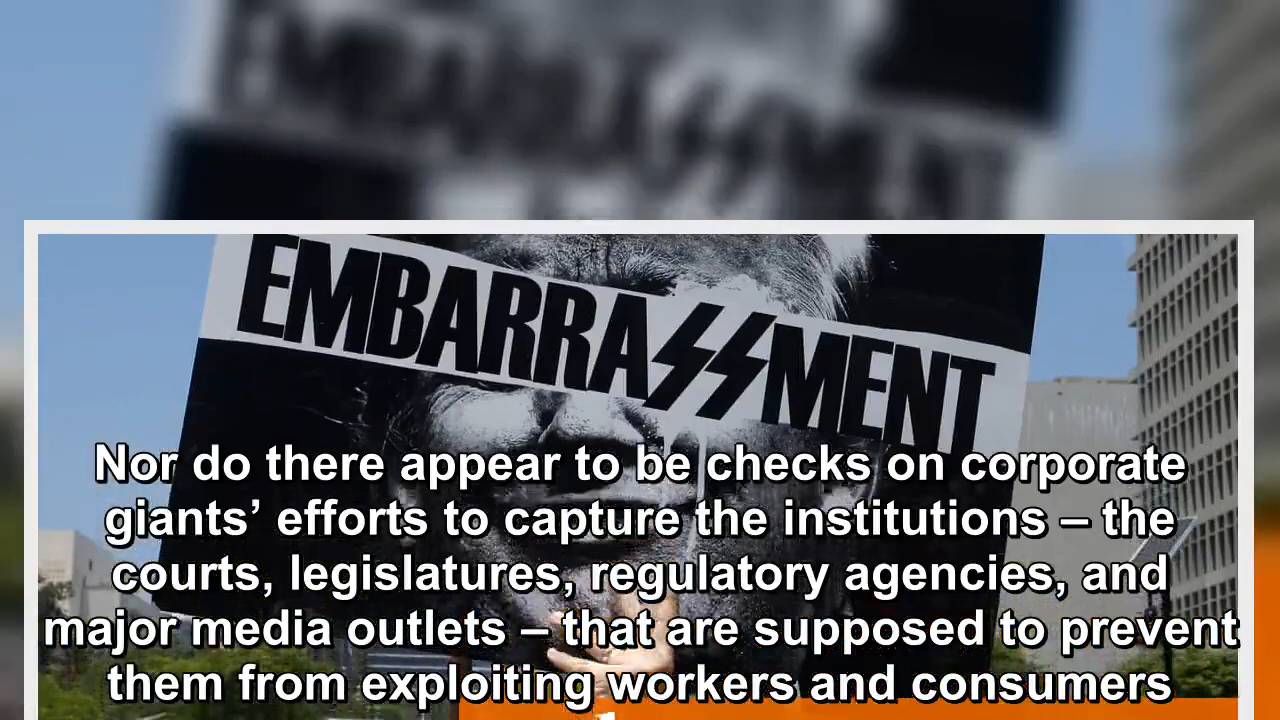 EMBARRASSMENT
Nor do there appear to be checks on corporate
giants’ efforts to capture the institutions – the
courts, legislatures, regulatory agencies, and
major media outlets – that are supposed to prevent
them from exploiting workers and consumers